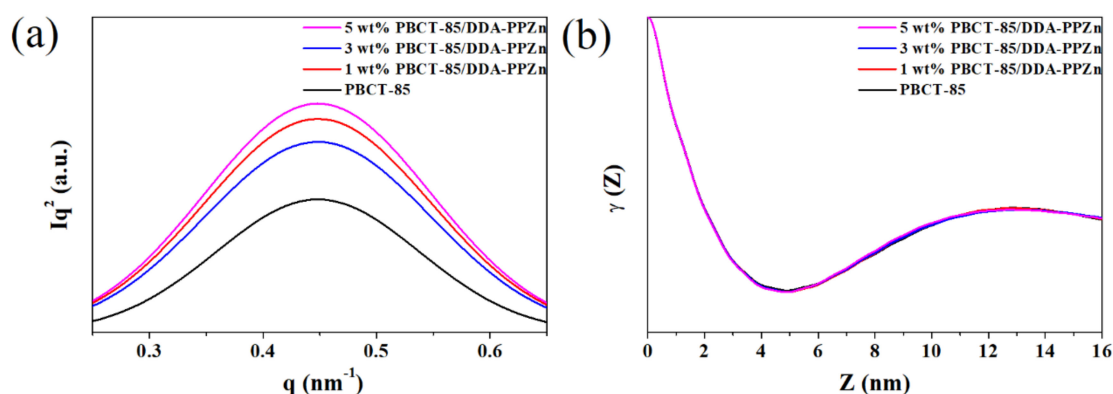 (a)
5 wt% PBCT-85/DDA-PPZn
3 wt% PBCT-85/DDA-PPZn
1 wt% PBCT-85/DDA-PPZn
PBCT-85
Iq² (a.u.)
0.3 0.4 0.5 0.6
q (nm⁻¹)
(b)
5 wt% PBCT-85/DDA-PPZn
3 wt% PBCT-85/DDA-PPZn
1 wt% PBCT-85/DDA-PPZn
PBCT-85
γ (Z)
0 2 4 6 8 10 12 14 16
Z (nm)